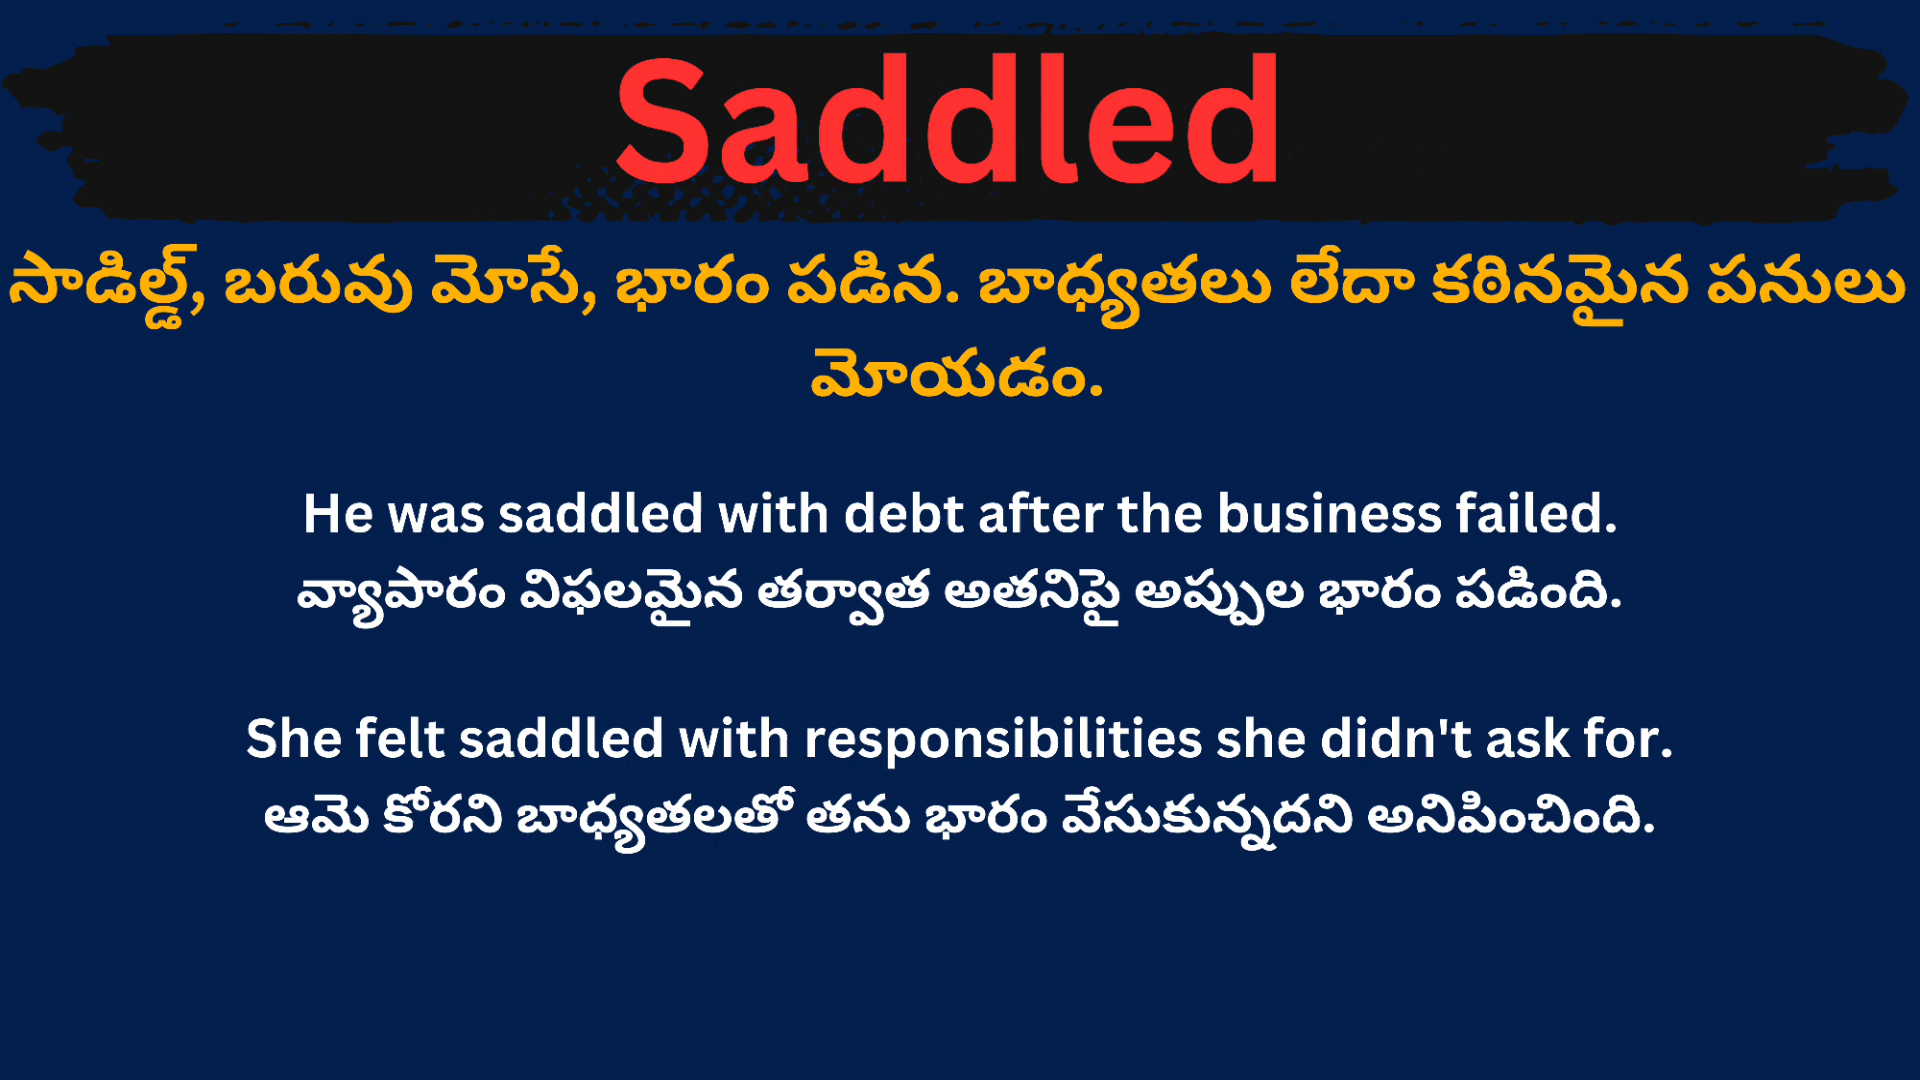 Saddled
సాడిల్డ్, బరువు మోసే, భారం పడిన. బాధ్యతలు లేదా కఠినమైన పనులు
మోయడం.
He was saddled with debt after the business failed.
వ్యాపారం విఫలమైన తర్వాత అతనిపై అప్పుల భారం పడింది.
She felt saddled with responsibilities she didn't ask for.
ఆమె కోరని బాధ్యతలతో తను భారం వేసుకున్నదని అనిపించింది.